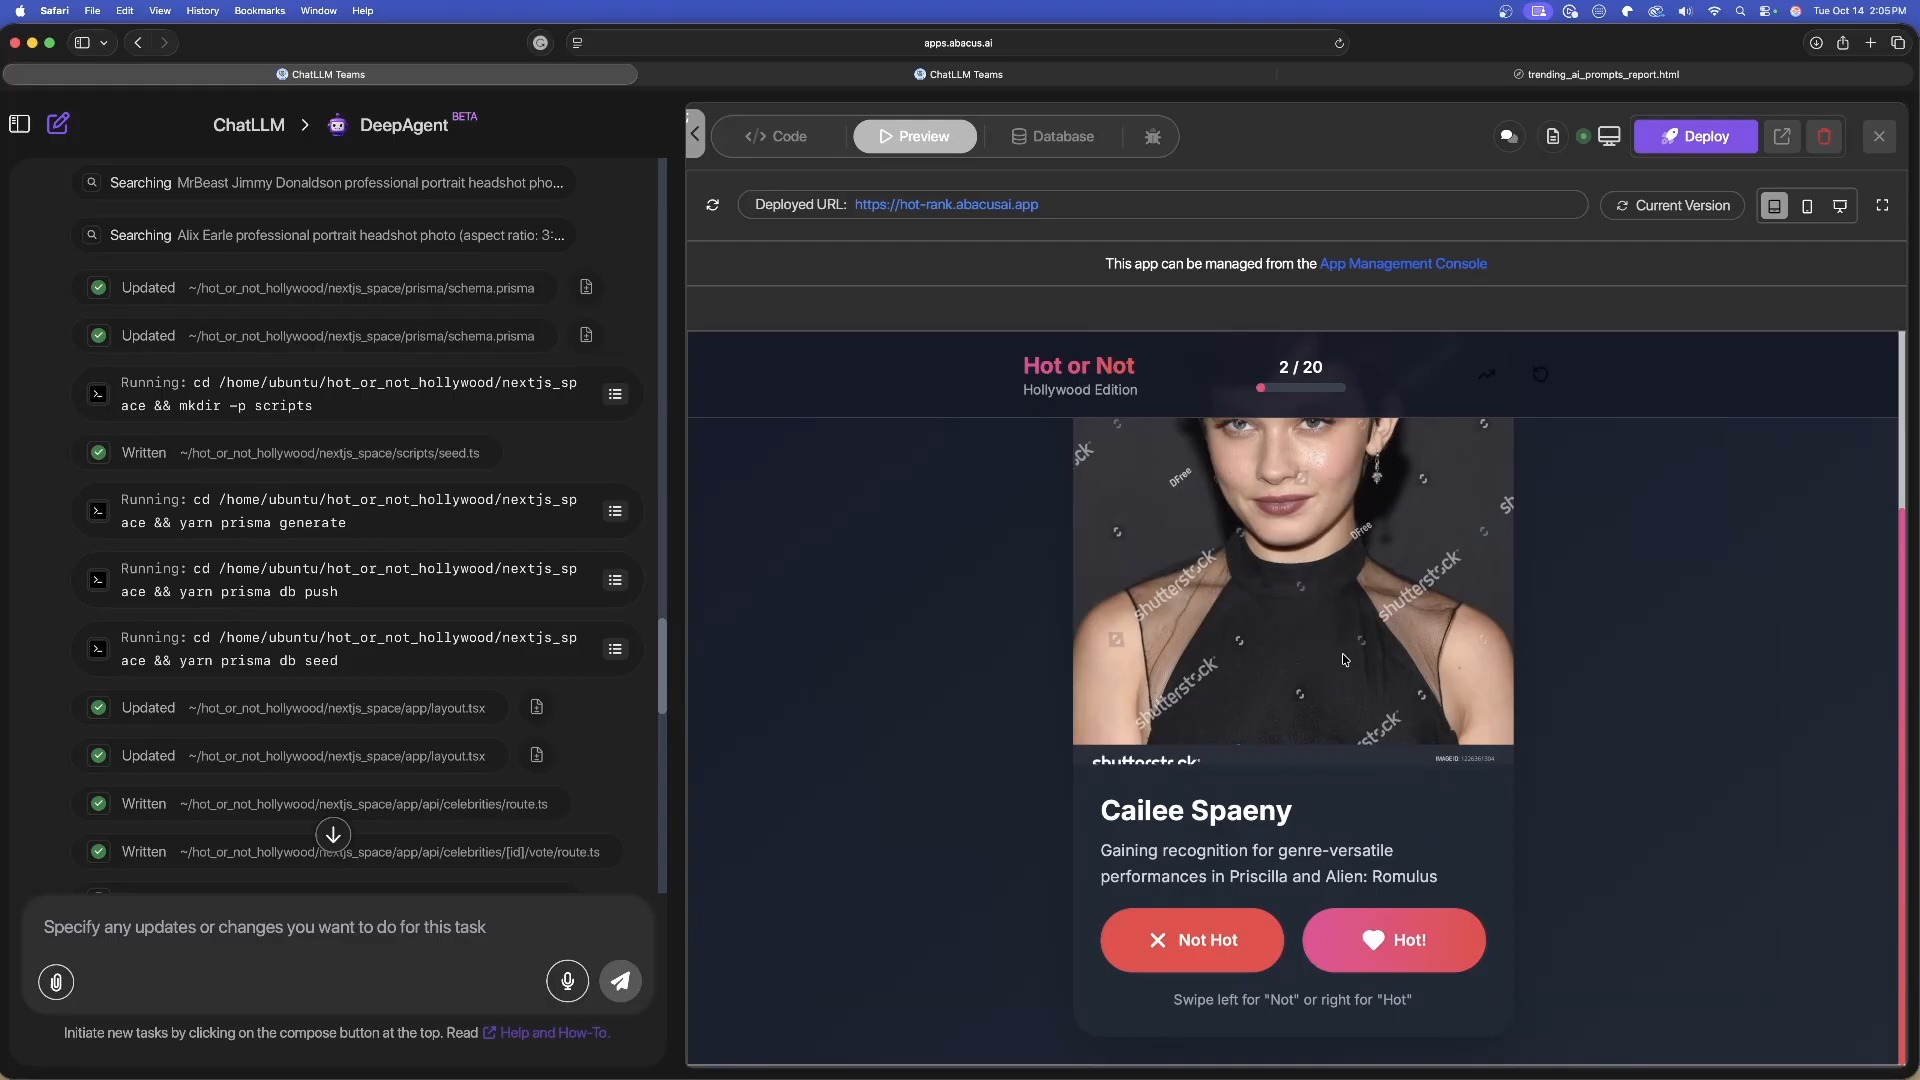 Safari File Edit View History Bookmarks Window Help
Tue Oct 14 2:05 PM
apps.abacus.ai
ChatLLM Teams
ChatLLM Teams
trending_ai_prompts_report.html
ChatLLM > DeepAgent BETA
Searching MrBeast Jimmy Donaldson professional portrait headshot pho...
Searching Alix Earle professional portrait headshot photo (aspect ratio: 3:...
Updated ~/hot_or_not_hollywood/nextjs_space/prisma/schema.prisma
Updated ~/hot_or_not_hollywood/nextjs_space/prisma/schema.prisma
Running: cd /home/ubuntu/hot_or_not_hollywood/nextjs_sp
ace && mkdir -p scripts
Written ~/hot_or_not_hollywood/nextjs_space/scripts/seed.ts
Running: cd /home/ubuntu/hot_or_not_hollywood/nextjs_sp
ace && yarn prisma generate
Running: cd /home/ubuntu/hot_or_not_hollywood/nextjs_sp
ace && yarn prisma db push
Running: cd /home/ubuntu/hot_or_not_hollywood/nextjs_sp
ace && yarn prisma db seed
Updated ~/hot_or_not_hollywood/nextjs_space/app/layout.tsx
Updated ~/hot_or_not_hollywood/nextjs_space/app/layout.tsx
Written ~/hot_or_not_hollywood/nextjs_space/app/api/celebrities/route.ts
Written ~/hot_or_not_hollywood/nextjs_space/app/api/celebrities/[id]/vote/route.ts
Specify any updates or changes you want to do for this task
Initiate new tasks by clicking on the compose button at the top. Read Help and How-To.
</> Code
Preview
Database
Deploy
Deployed URL: https://hot-rank.abacusai.app
Current Version
This app can be managed from the App Management Console
Hot or Not
Hollywood Edition
2 / 20
DFree
DFree
shutterstock
shutterstock
shutterstock
IMAGE ID: 1226361304
Cailee Spaeny
Gaining recognition for genre-versatile
performances in Priscilla and Alien: Romulus
Not Hot
Hot!
Swipe left for "Not" or right for "Hot"